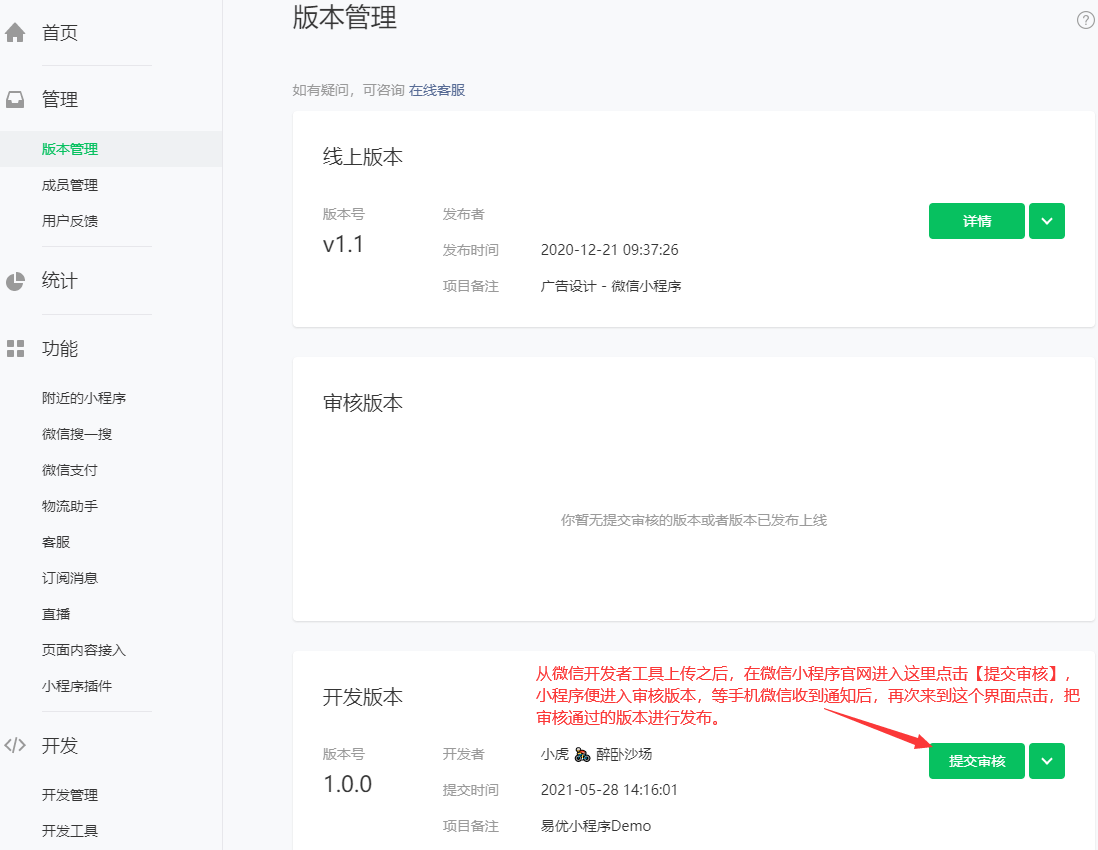 首页
管理
版本管理
成员管理
用户反馈
统计
功能
附近的小程序
微信搜一搜
微信支付
物流助手
客服
订阅消息
直播
页面内容接入
小程序插件
开发
开发管理
开发工具
版本管理
如有疑问，可咨询 在线客服
线上版本
版本号
v1.1
发布者
发布时间 2020-12-21 09:37:26
项目备注 广告设计 - 微信小程序
详情
审核版本
你暂无提交审核的版本或者版本已发布上线
开发版本
从微信开发者工具上传之后，在微信小程序官网进入这里点击【提交审核】，
小程序便进入审核版本，等手机微信收到通知后，再次来到这个界面点击，把
审核通过的版本进行发布。
版本号
1.0.0
开发者 小虎 🚴 醉卧沙场
提交时间 2021-05-28 14:16:01
项目备注 易优小程序Demo
提交审核